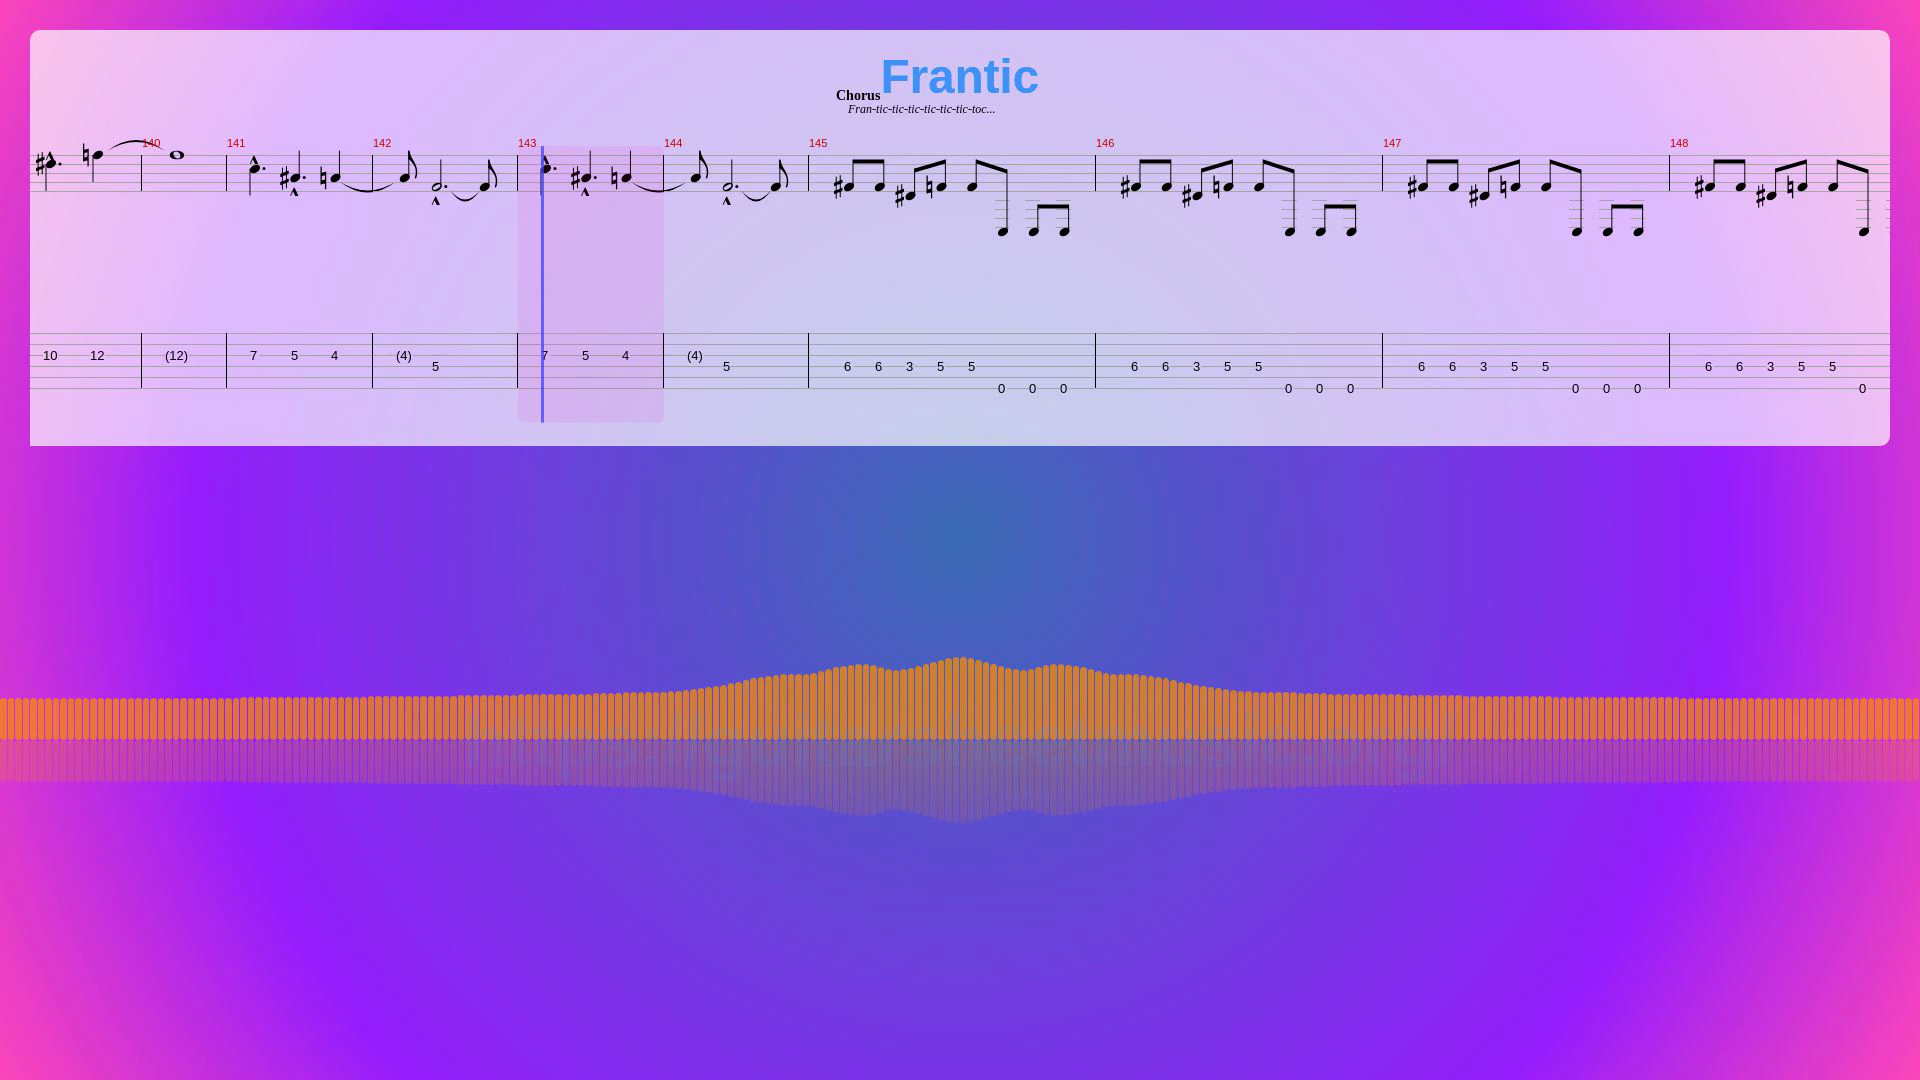 Frantic
Chorus
Fran-tic-tic-tic-tic-tic-tic-toc...
140 141 142 143 144 145 146 147 148
10 12 (12) 7 5 4 (4) 5 7 5 4 (4) 5 6 6 3 5 5 0 0 0 6 6 3 5 5 0 0 0 6 6 3 5 5 0 0 0 6 6 3 5 5 0